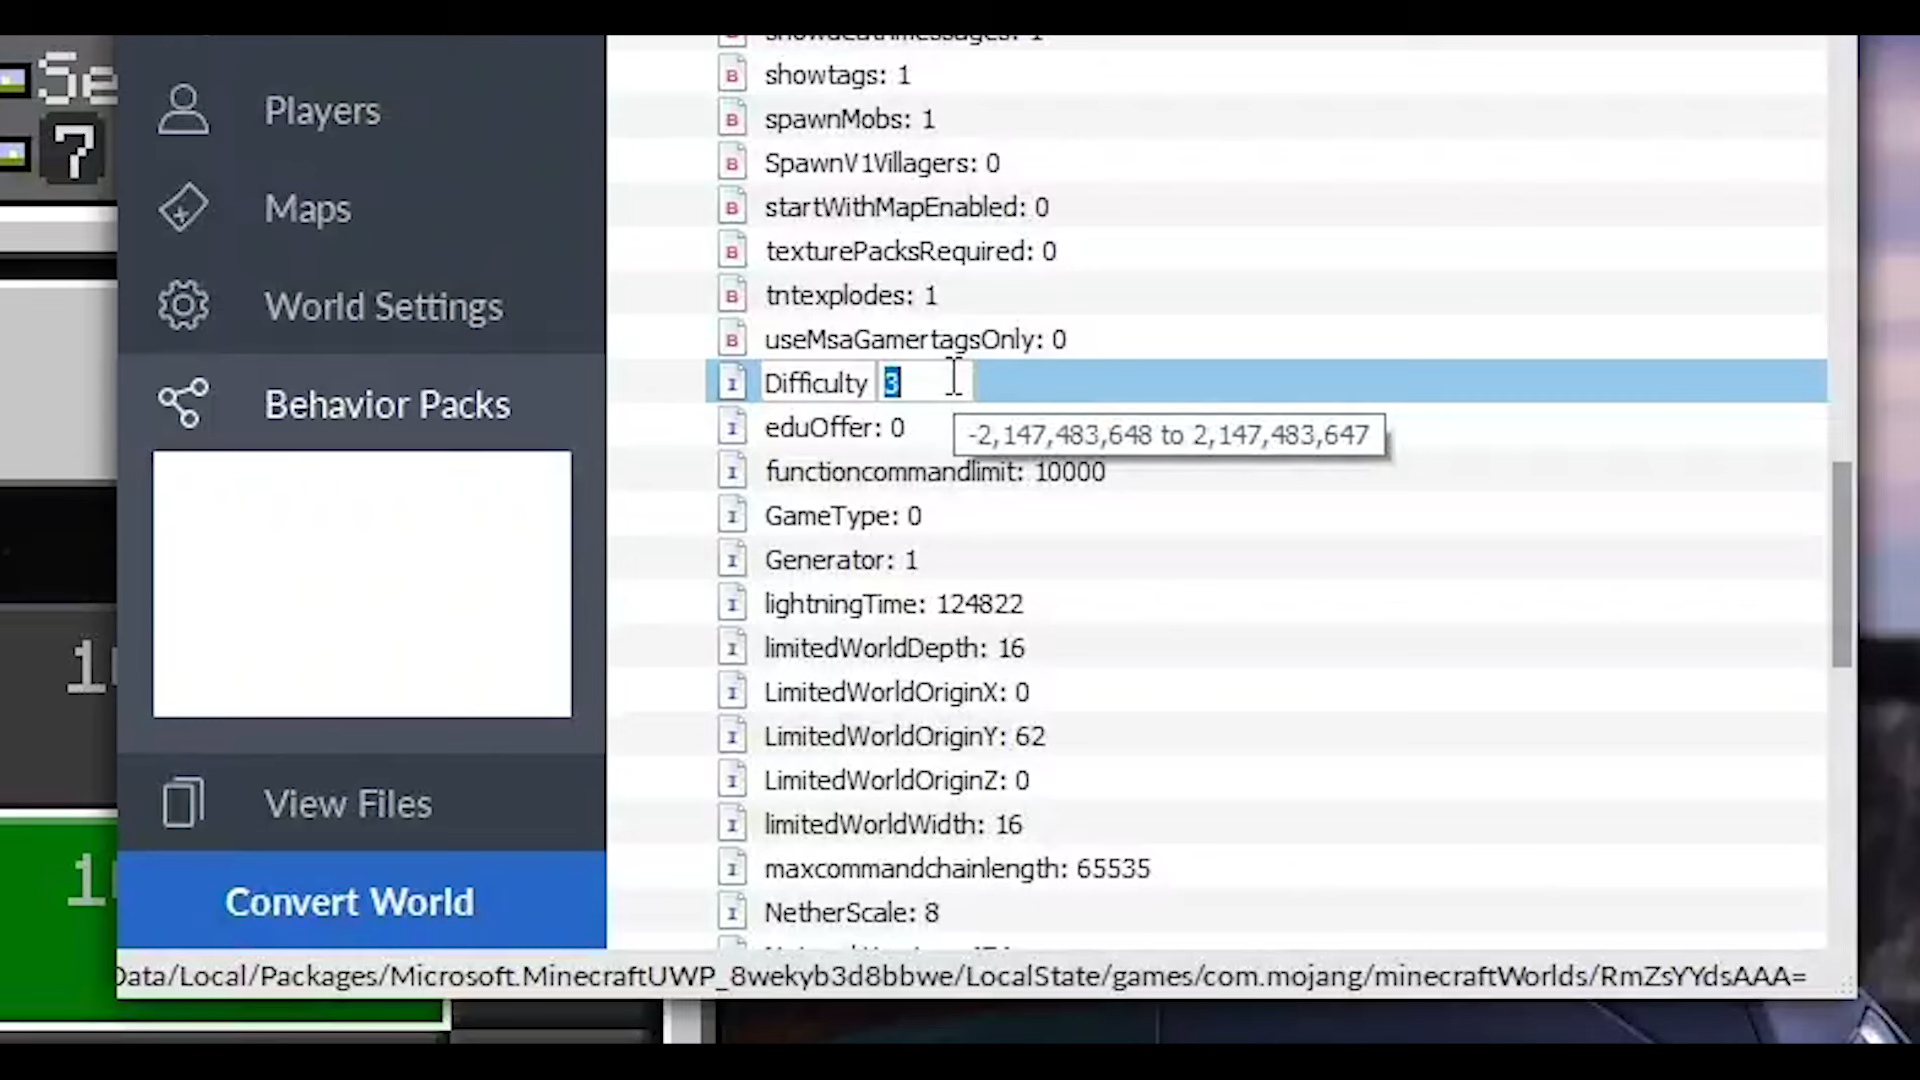 Se
?
Players
Maps
World Settings
Behavior Packs
View Files
Convert World
showdeathmessages: 1
showtags: 1
spawnMobs: 1
SpawnV1Villagers: 0
startWithMapEnabled: 0
texturePacksRequired: 0
tntexplodes: 1
useMsaGamertagsOnly: 0
Difficulty 3
eduOffer: 0
-2,147,483,648 to 2,147,483,647
functioncommandlimit: 10000
GameType: 0
Generator: 1
lightningTime: 124822
limitedWorldDepth: 16
LimitedWorldOriginX: 0
LimitedWorldOriginY: 62
LimitedWorldOriginZ: 0
limitedWorldWidth: 16
maxcommandchainlength: 65535
NetherScale: 8
Data/Local/Packages/Microsoft.MinecraftUWP_8wekyb3d8bbwe/LocalState/games/com.mojang/minecraftWorlds/RmZsYYdsAAA=